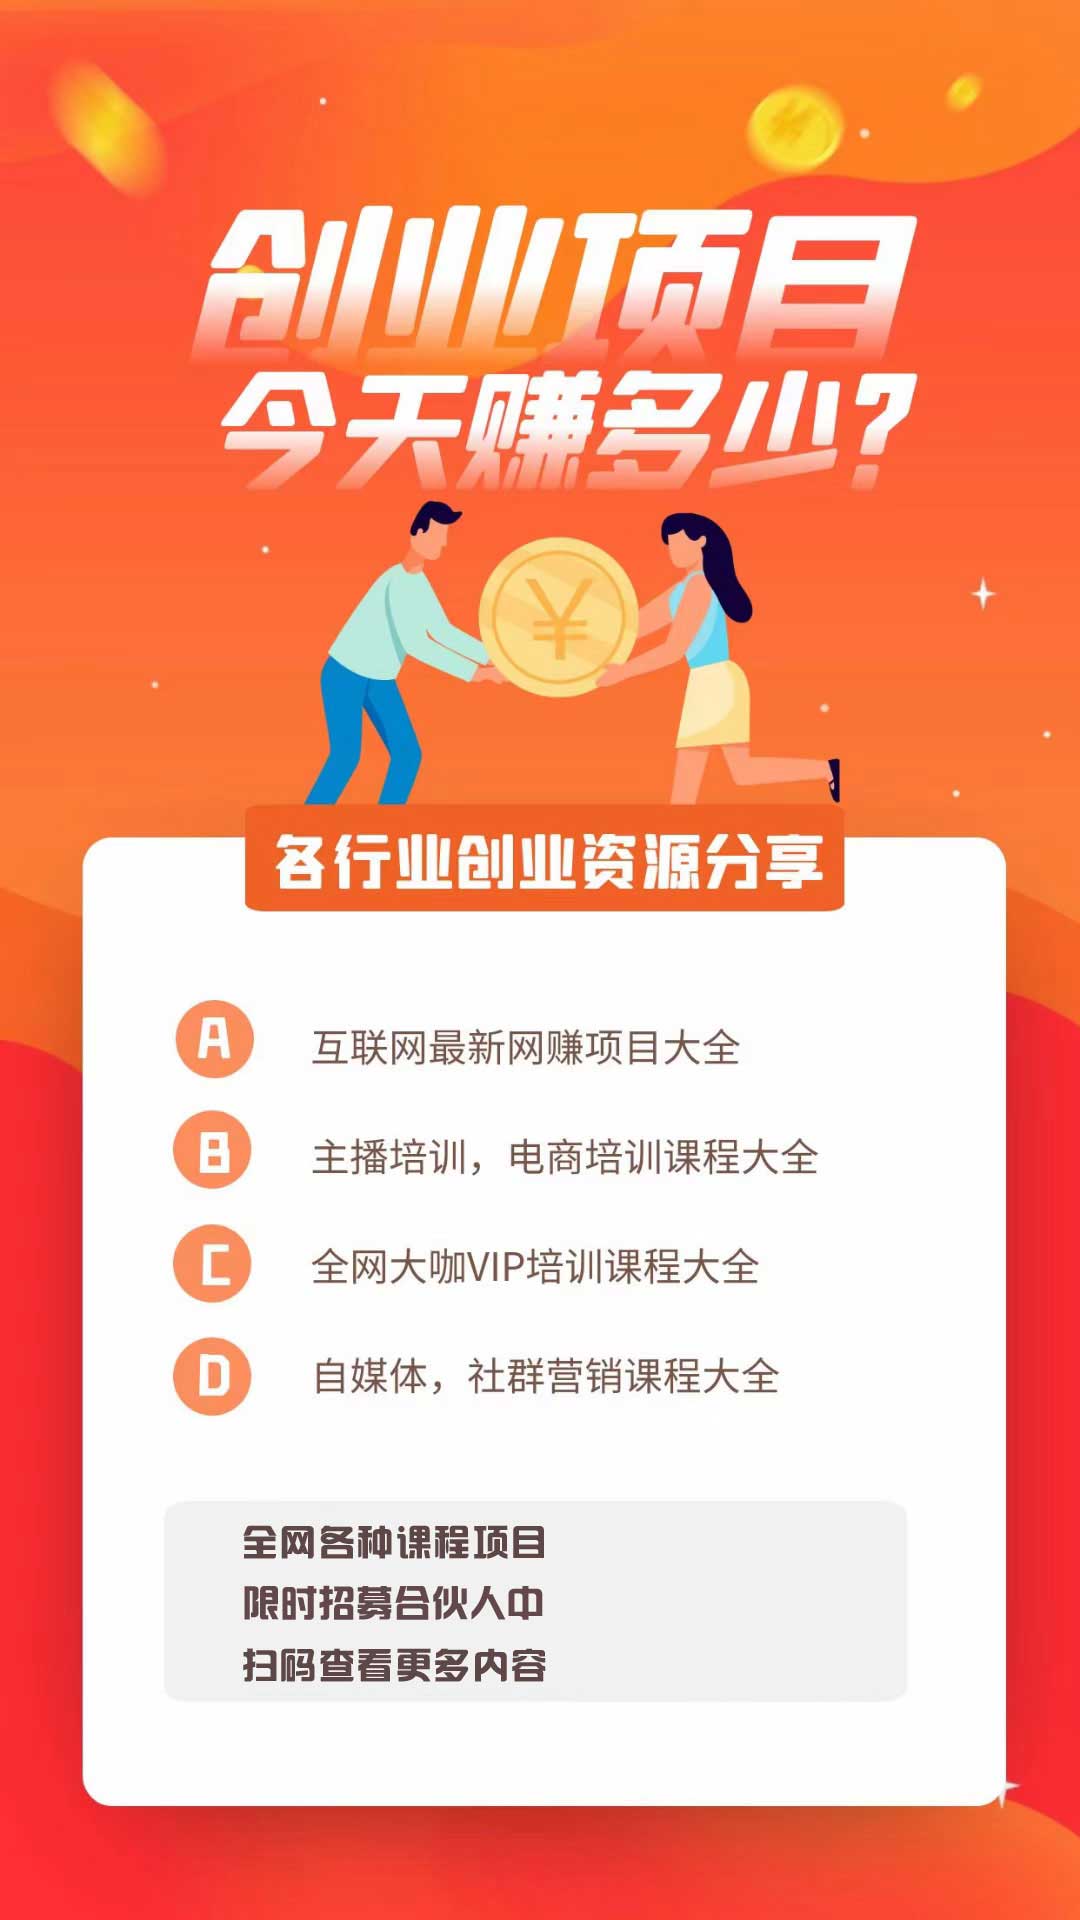 创业项目
今天赚多少?
¥
各行业创业资源分享
A 互联网最新网赚项目大全
B 主播培训，电商培训课程大全
C 全网大咖VIP培训课程大全
D 自媒体，社群营销课程大全
全网各种课程项目
限时招募合伙人中
扫码查看更多内容